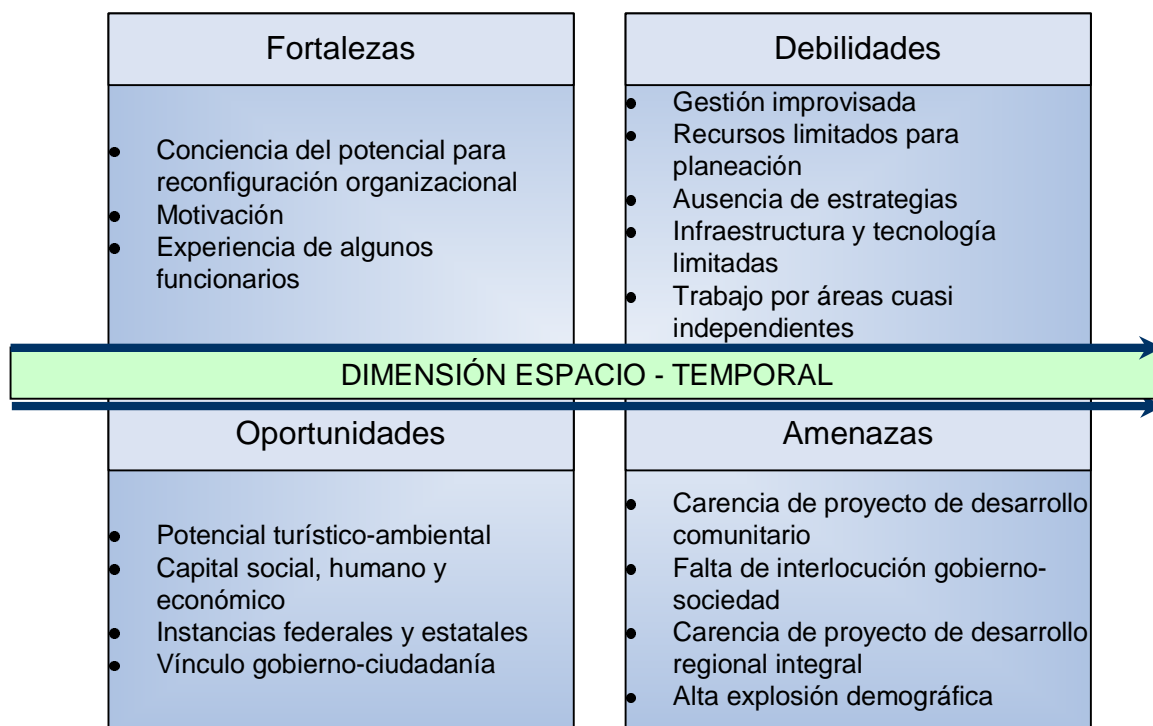 Fortalezas
Conciencia del potencial para
reconfiguración organizacional
Motivación
Experiencia de algunos
funcionarios
Debilidades
Gestión improvisada
Recursos limitados para
planeación
Ausencia de estrategias
Infraestructura y tecnología
limitadas
Trabajo por áreas cuasi
independientes
DIMENSIÓN ESPACIO - TEMPORAL
Oportunidades
Potencial turístico-ambiental
Capital social, humano y
económico
Instancias federales y estatales
Vínculo gobierno-ciudadanía
Amenazas
Carencia de proyecto de desarrollo
comunitario
Falta de interlocución gobierno-
sociedad
Carencia de proyecto de desarrollo
regional integral
Alta explosión demográfica